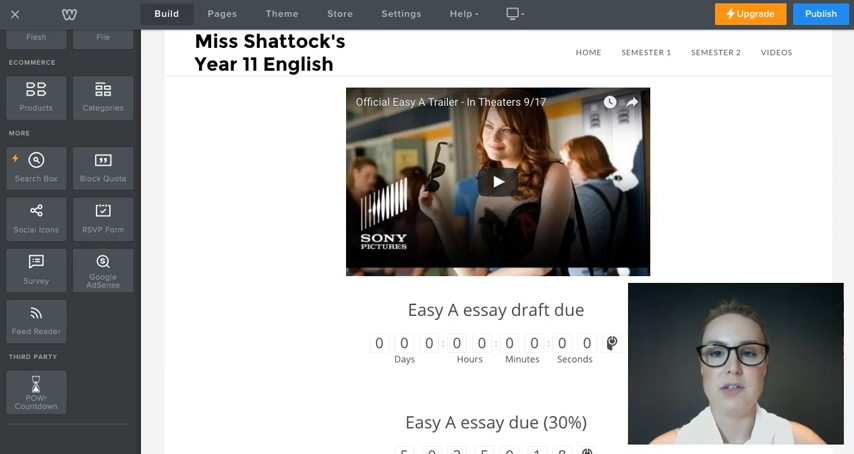 Build Pages Theme Store Settings Help Upgrade Publish
Flash File
ECOMMERCE
Products Categories
MORE
Search Box Block Quote
Social Icons RSVP Form
Survey Google AdSense
Feed Reader
THIRD PARTY
POWr Countdown
Miss Shattock's
Year 11 English
HOME SEMESTER 1 SEMESTER 2 VIDEOS
Official Easy A Trailer - In Theaters 9/17
SONY
PICTURES
Easy A essay draft due
0 0 0 : 0 0 : 0 0 : 0 0
Days Hours Minutes Seconds
Easy A essay due (30%)